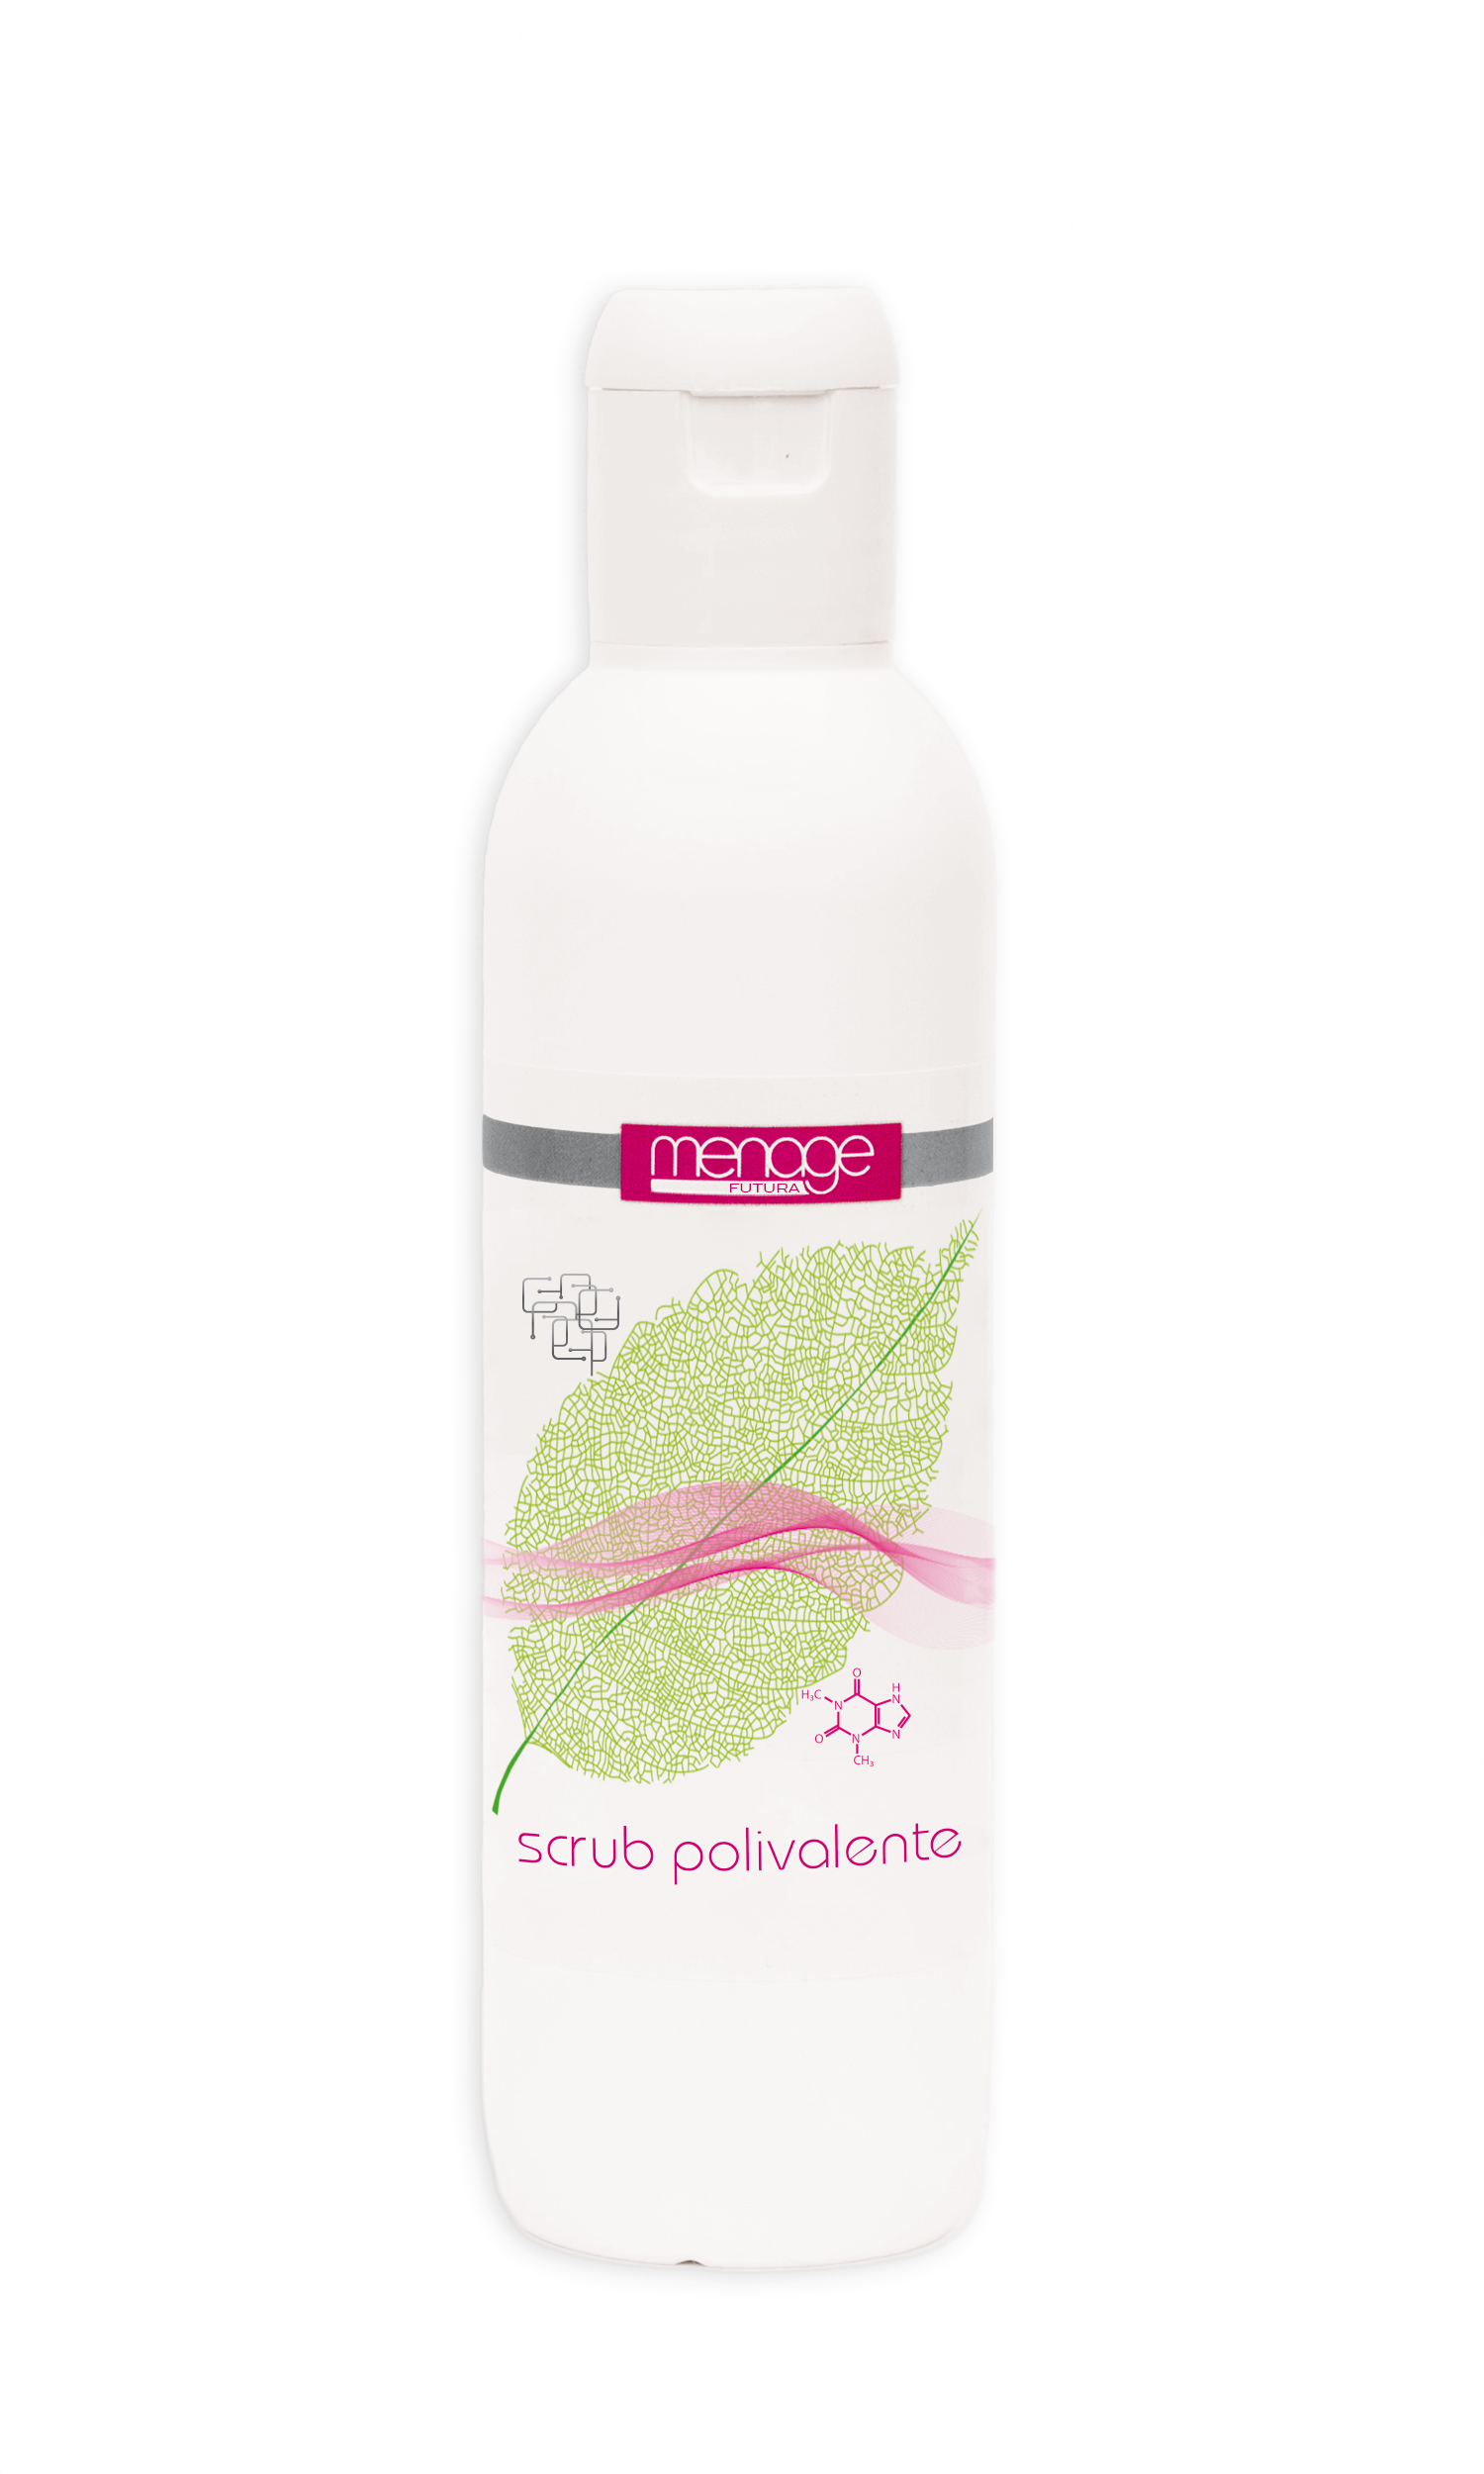 menage
FUTURA
O
H₃C
H
N
N
O
N
N
CH₃
scrub polivalente